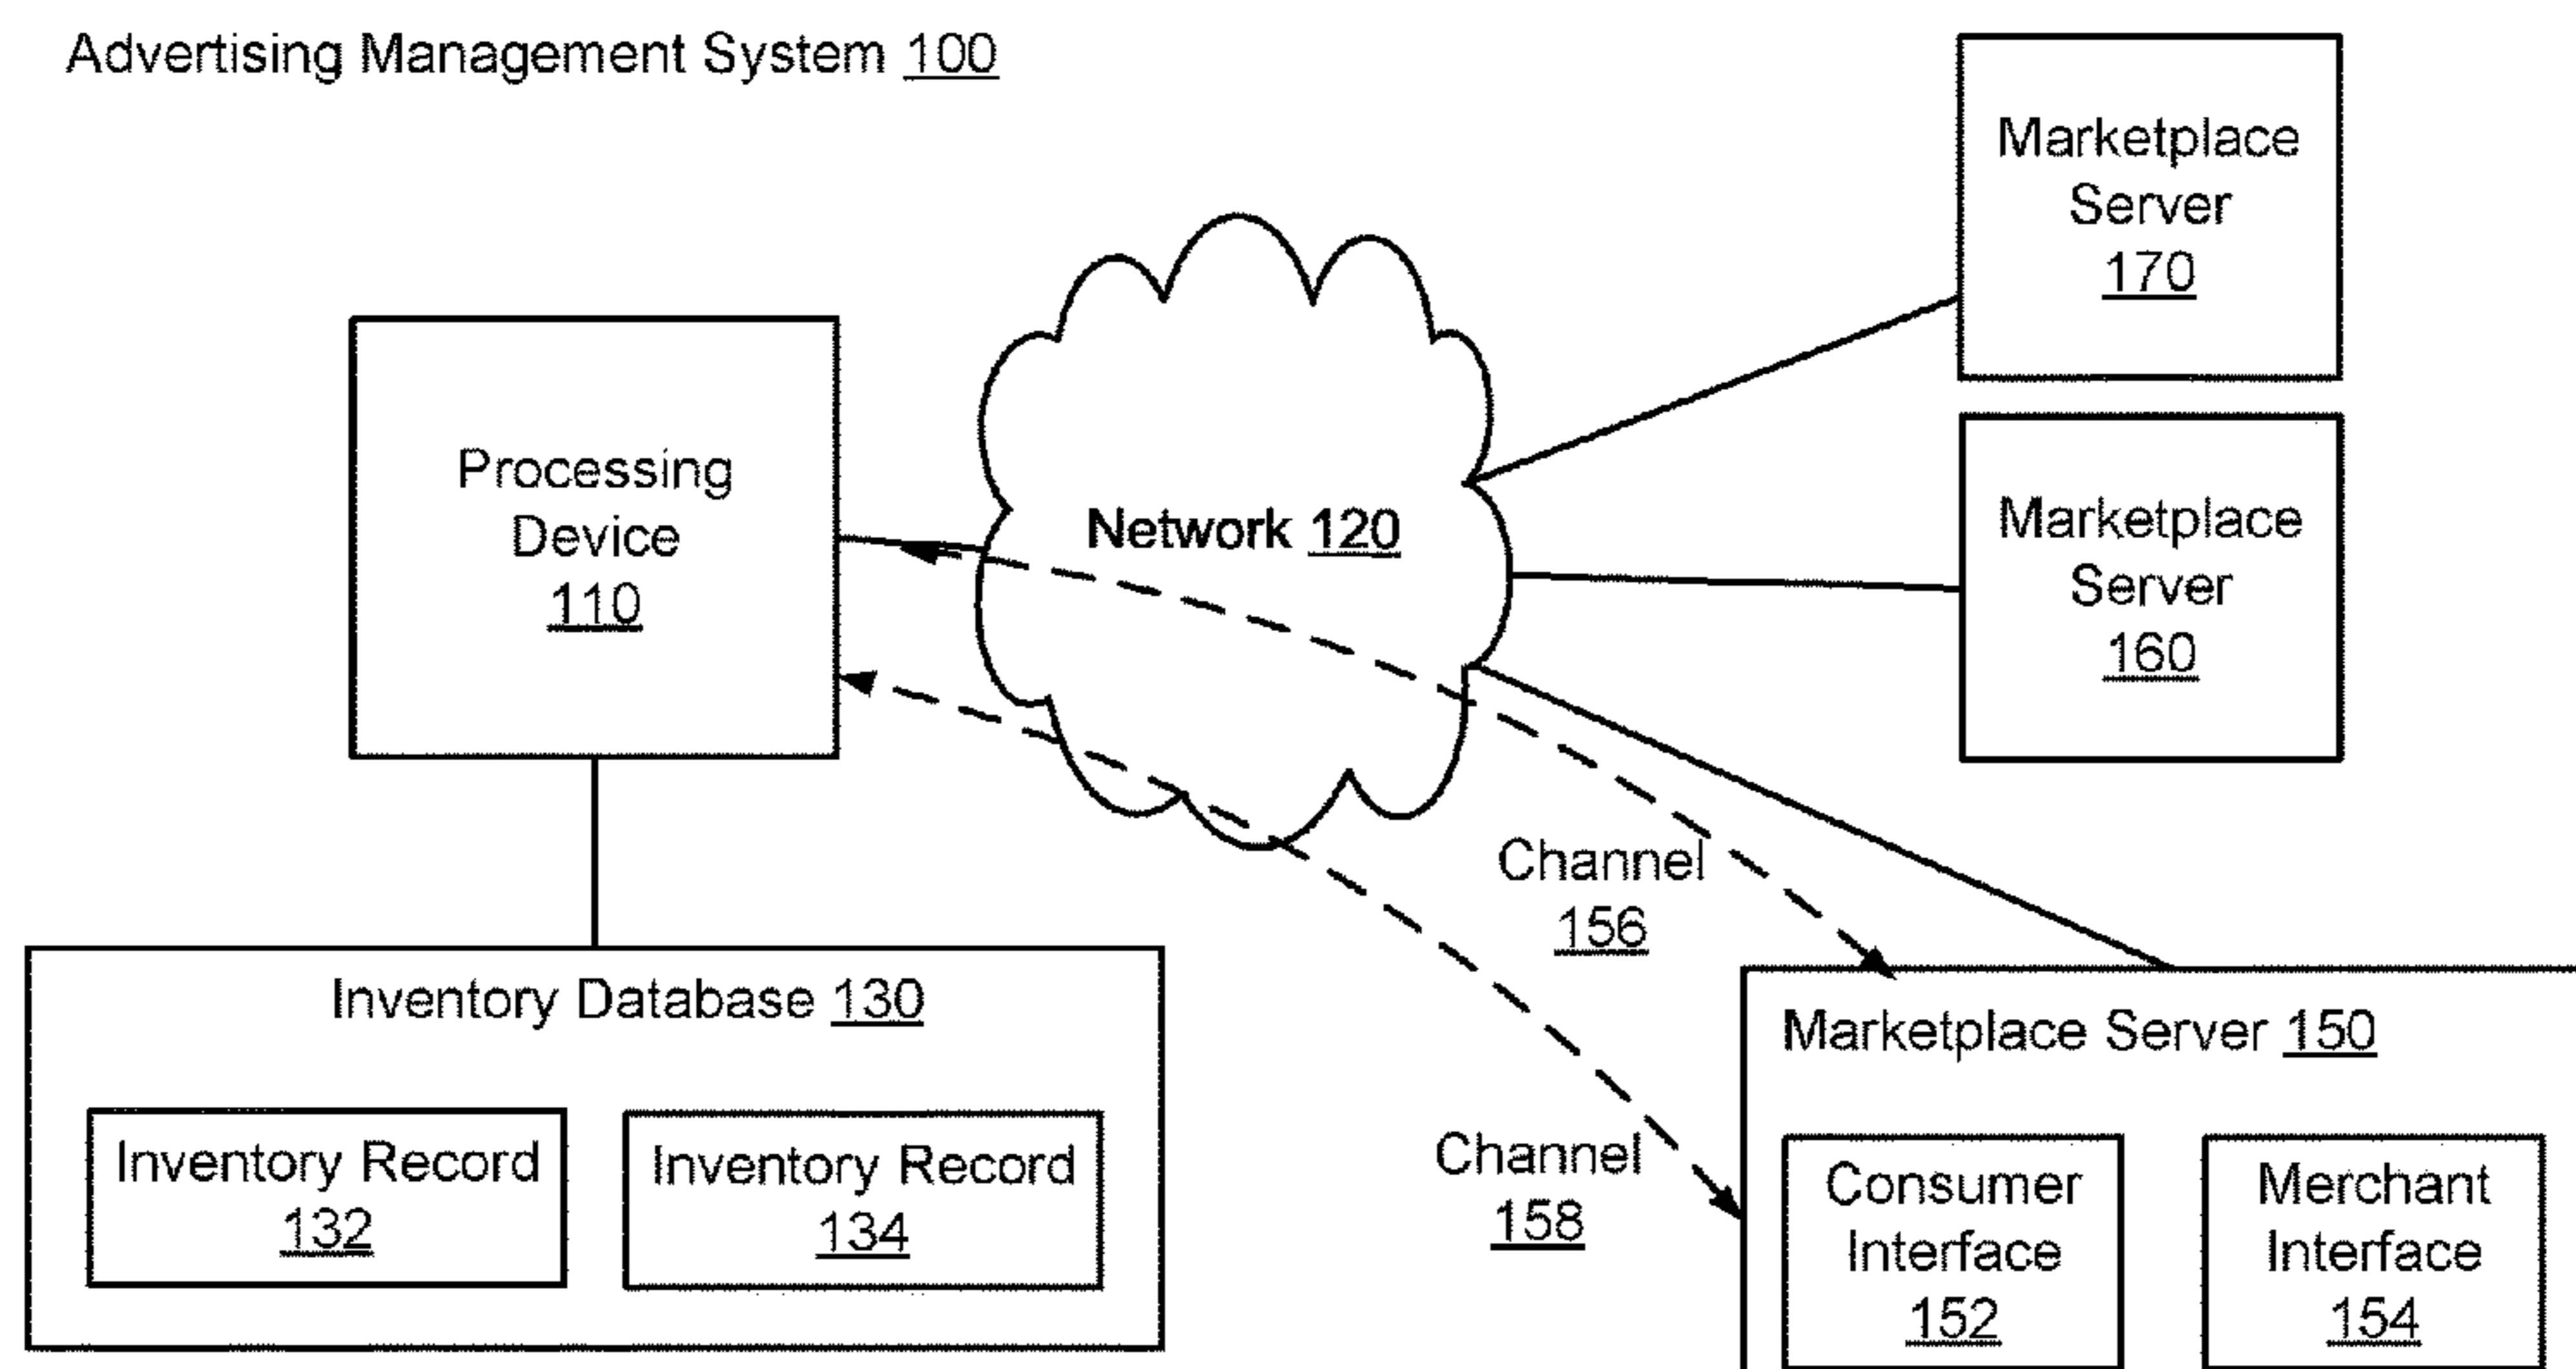 Advertising Management System 100
Marketplace
Server
170
Processing
Device
110
Network 120
Marketplace
Server
160
Channel
156
Inventory Database 130
Inventory Record
132
Inventory Record
134
Channel
158
Marketplace Server 150
Consumer
Interface
152
Merchant
Interface
154